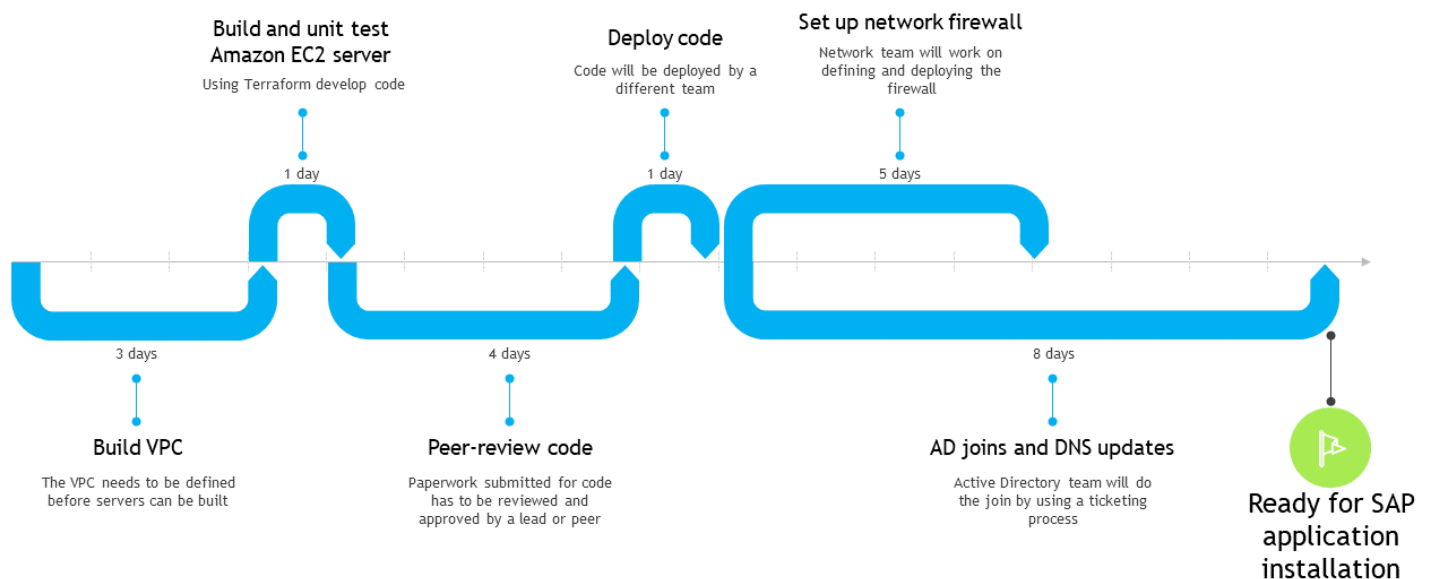 Build and unit test
Amazon EC2 server
Using Terraform develop code
1 day
Deploy code
Code will be deployed by a
different team
1 day
Set up network firewall
Network team will work on
defining and deploying the
firewall
5 days
3 days
Build VPC
The VPC needs to be defined
before servers can be built
4 days
Peer-review code
Paperwork submitted for code
has to be reviewed and
approved by a lead or peer
8 days
AD joins and DNS updates
Active Directory team will do
the join by using a ticketing
process
Ready for SAP
application
installation